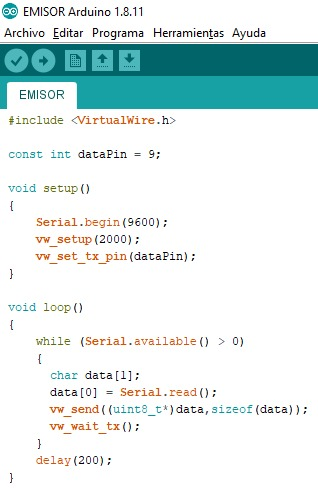 EMISOR Arduino 1.8.11
Archivo Editar Programa Herramientas Ayuda
EMISOR
#include <VirtualWire.h>
const int dataPin = 9;
void setup()
{
    Serial.begin(9600);
    vw_setup(2000);
    vw_set_tx_pin(dataPin);
}
void loop()
{
    while (Serial.available() > 0)
    {
      char data[1];
      data[0] = Serial.read();
      vw_send((uint8_t*)data,sizeof(data));
      vw_wait_tx();
    }
    delay(200);
}